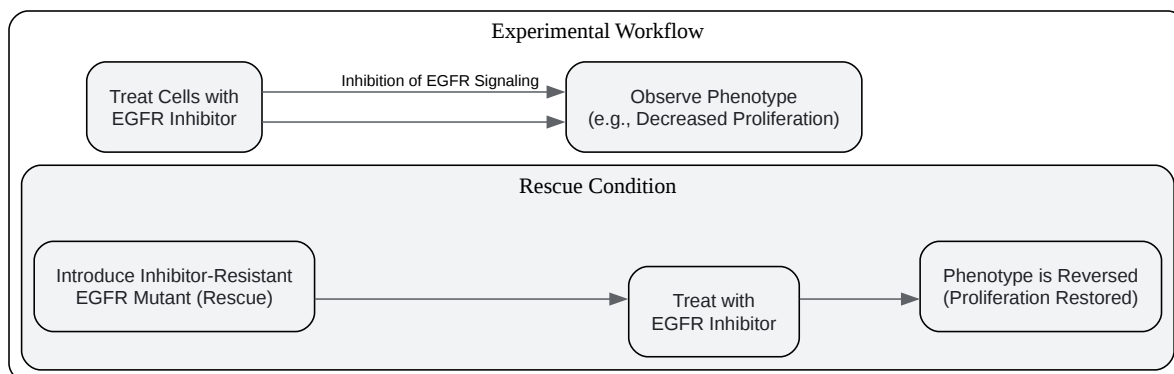 Experimental Workflow
Treat Cells with
EGFR Inhibitor
Inhibition of EGFR Signaling
Observe Phenotype
(e.g., Decreased Proliferation)
Rescue Condition
Introduce Inhibitor-Resistant
EGFR Mutant (Rescue)
Treat with
EGFR Inhibitor
Phenotype is Reversed
(Proliferation Restored)